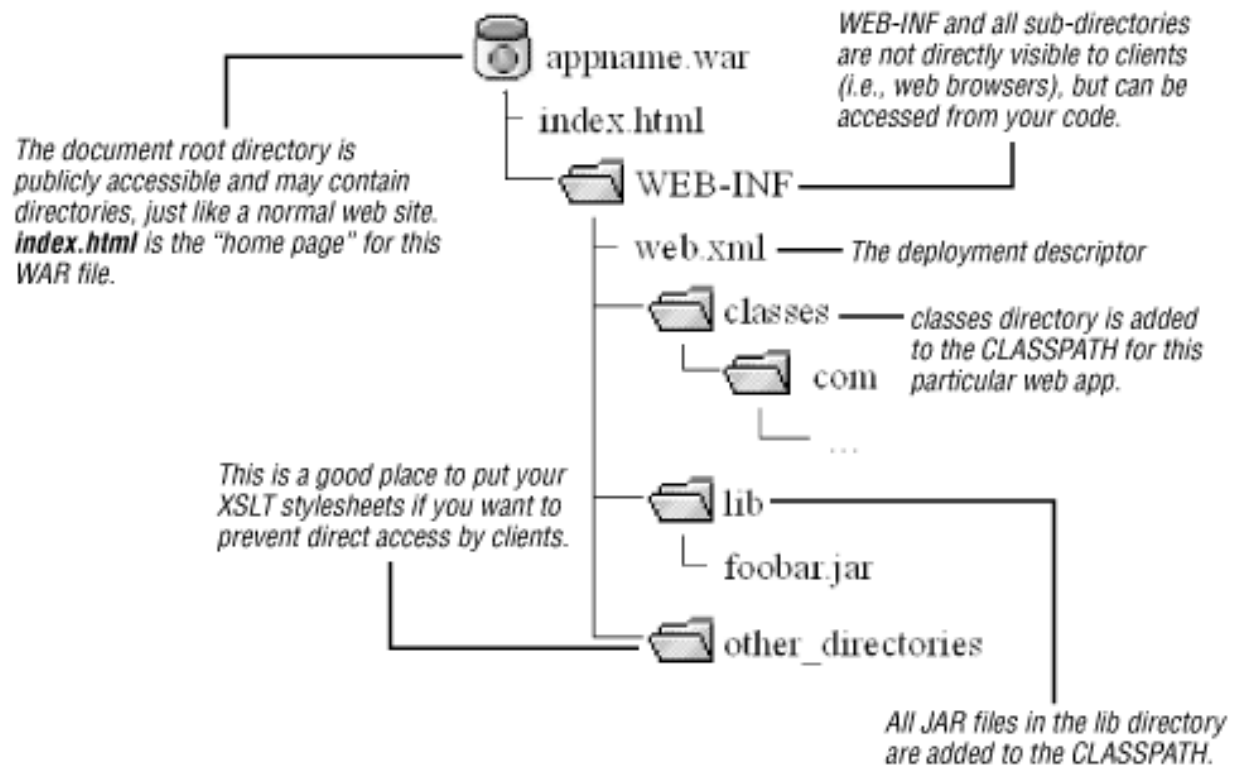 appname.war
index.html
WEB-INF and all sub-directories
are not directly visible to clients
(i.e., web browsers), but can be
accessed from your code.
The document root directory is
publicly accessible and may contain
directories, just like a normal web site.
index.html is the “home page” for this
WAR file.
WEB-INF
web.xml
The deployment descriptor
classes
classes directory is added
to the CLASSPATH for this
particular web app.
com
...
This is a good place to put your
XSLT stylesheets if you want to
prevent direct access by clients.
lib
foobar.jar
other_directories
All JAR files in the lib directory
are added to the CLASSPATH.